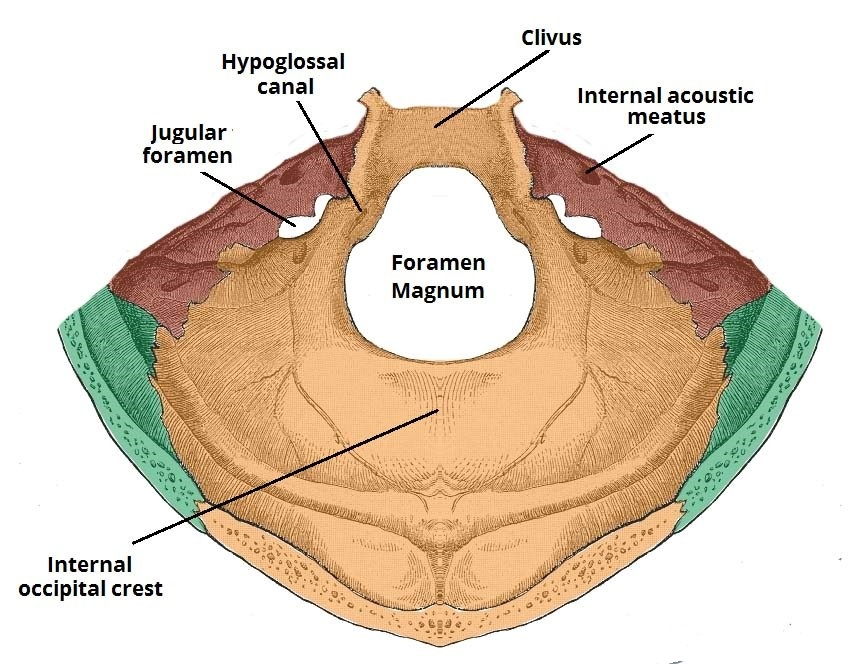 Clivus
Hypoglossal
canal
Internal acoustic
meatus
Jugular
foramen
Foramen
Magnum
Internal
occipital crest